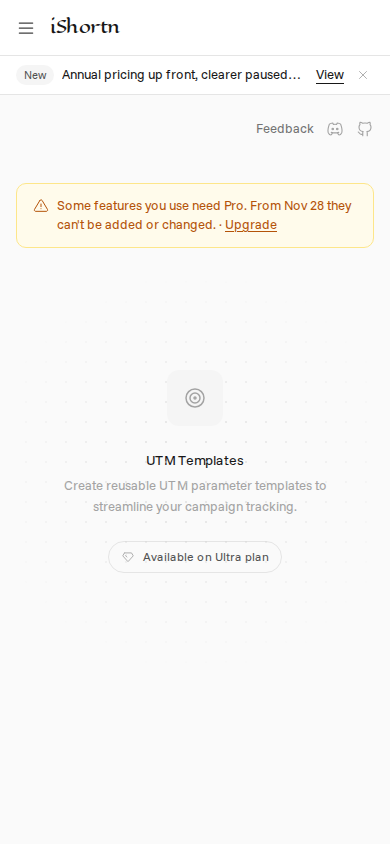 iShortn
New Annual pricing up front, clearer paused... View
Feedback
Some features you use need Pro. From Nov 28 they
can't be added or changed. · Upgrade
UTM Templates
Create reusable UTM parameter templates to
streamline your campaign tracking.
Available on Ultra plan